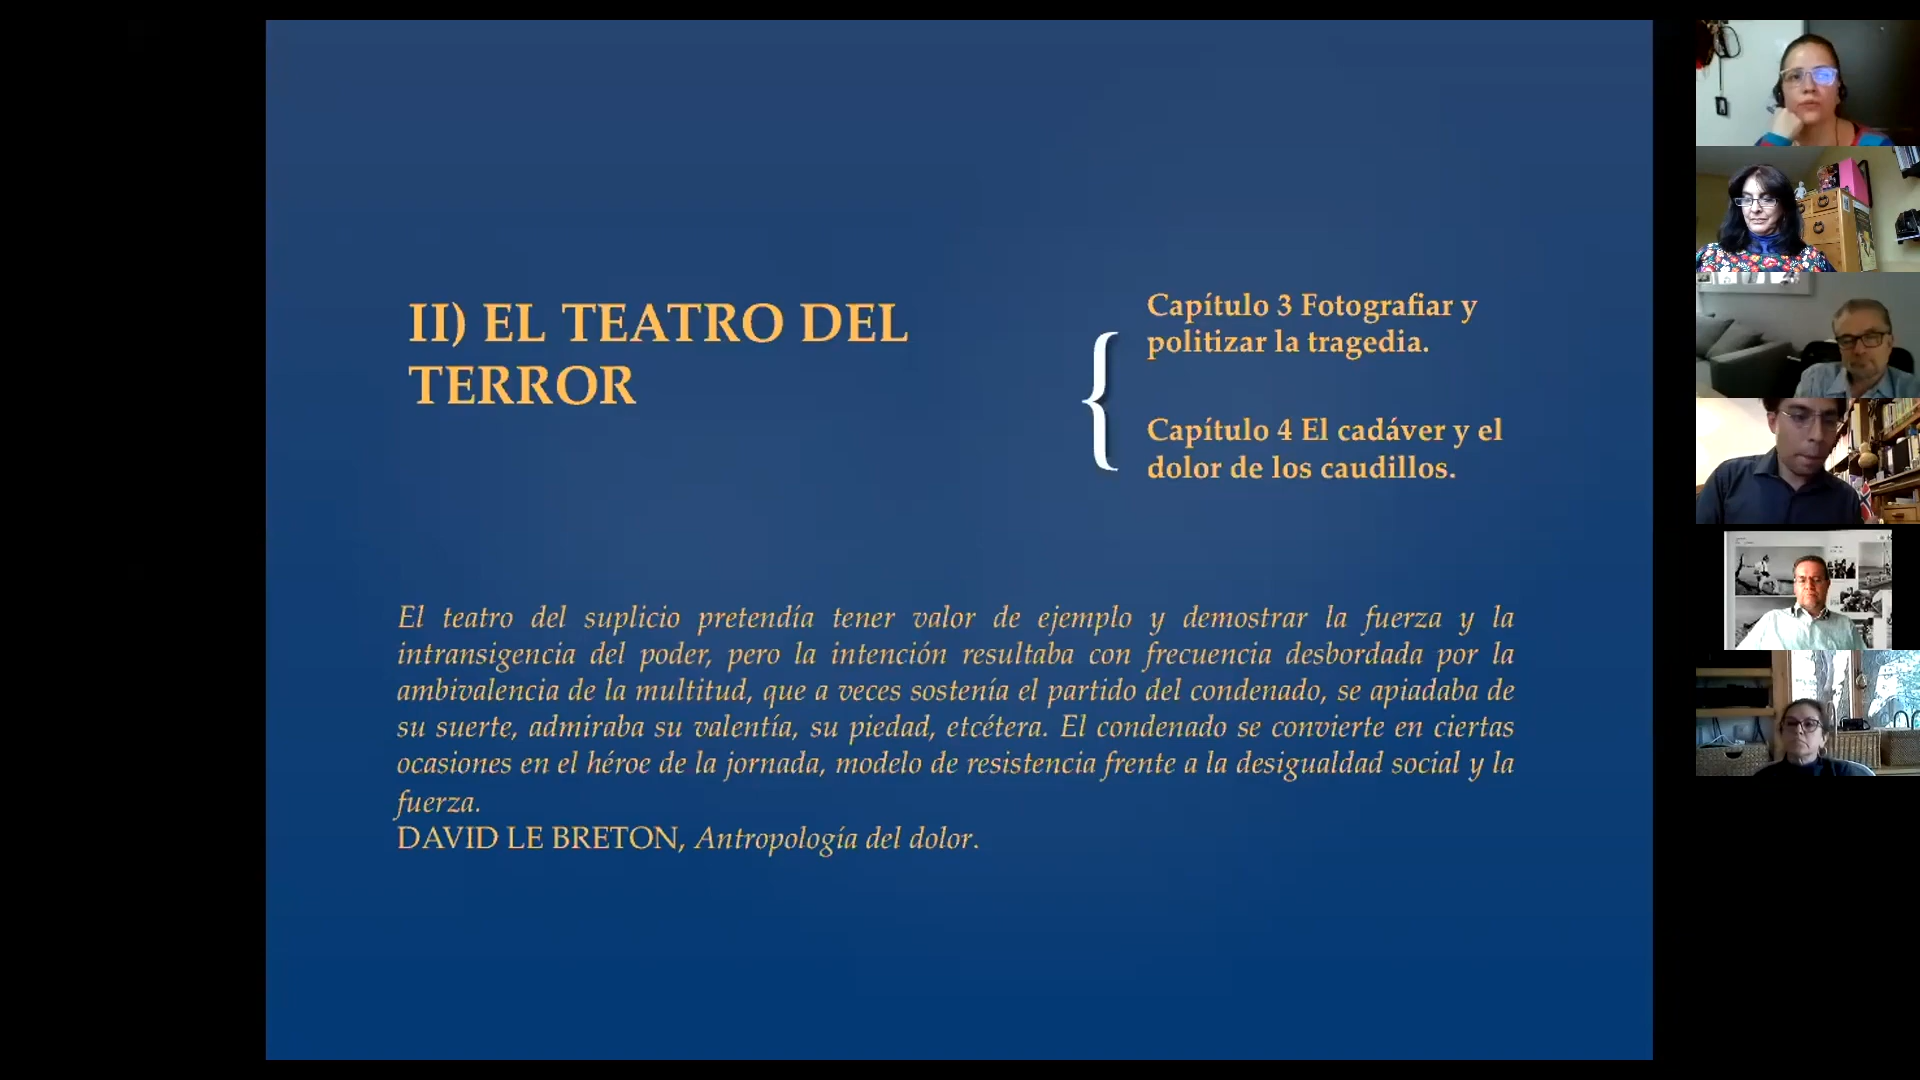 II) EL TEATRO DEL
TERROR
Capítulo 3 Fotografiar y
politizar la tragedia.
Capítulo 4 El cadáver y el
dolor de los caudillos.
El teatro del suplicio pretendía tener valor de ejemplo y demostrar la fuerza y la
intransigencia del poder, pero la intención resultaba con frecuencia desbordada por la
ambivalencia de la multitud, que a veces sostenía el partido del condenado, se apiadaba de
su suerte, admiraba su valentía, su piedad, etcétera. El condenado se convierte en ciertas
ocasiones en el héroe de la jornada, modelo de resistencia frente a la desigualdad social y la
fuerza.
DAVID LE BRETON, Antropología del dolor.